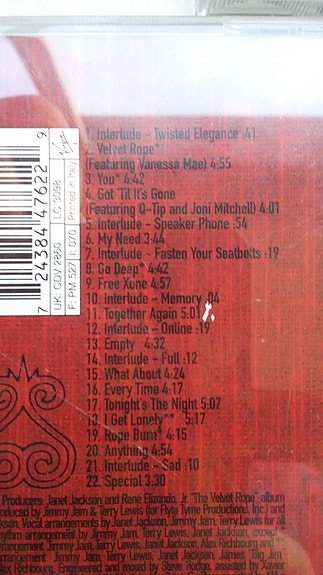 1. Interlude - Twisted Elegance :41
2. Velvet Rope*
(Featuring Vanessa Mae) 4:55
3. You* 4:42
4. Got 'Til It's Gone
(Featuring Q-Tip and Joni Mitchell) 4:01
5. Interlude - Speaker Phone :54
6. My Need 3:44
7. Interlude - Fasten Your Seatbelts :19
8. Go Deep* 4:42
9. Free Xone 4:57
10. Interlude - Memory :04
11. Together Again 5:01
12. Interlude - Online :19
13. Empty 4:32
14. Interlude - Full :12
15. What About 4:24
16. Every Time 4:17
17. Tonight's The Night 5:07
18. I Get Lonely** 5:17
19. Rope Burn* 4:15
20. Anything 4:54
21. Interlude - Sad :10
22. Special 3:30
Producers: Janet Jackson and René Elizondo, Jr. "The Velvet Rope" album
produced by Jimmy Jam & Terry Lewis (for Flyte Tyme Productions, Inc.) and
Jackson. Vocal arrangements by Janet Jackson, Jimmy Jam, Terry Lewis for all
rhythm arrangement by Jimmy Jam, Terry Lewis, Janet Jackson, except
arrangement Jimmy Jam, Terry Lewis, Janet Jackson, Alex Richbourg and
arrangement Jimmy Jam, Terry Lewis, Janet Jackson, James "Big Jim"
Alex Richbourg. Engineered and mixed by Steve Hodge, assisted by Xavier
7 24384 47622 9
UK: CDV 2860 LC 3098 Virgin
F: PM 527 I: 070 Printed in Italy